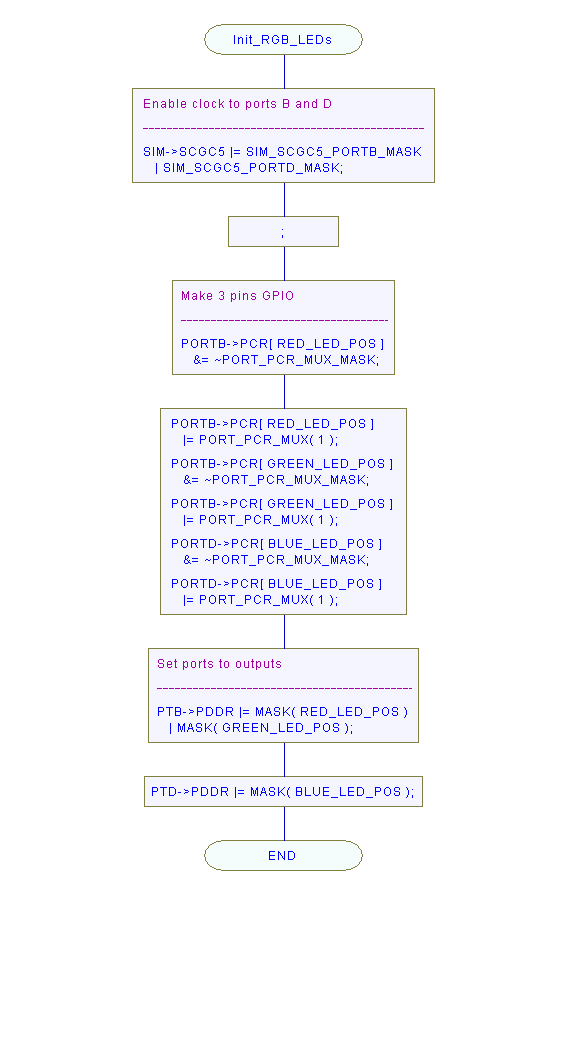 Init_RGB_LEDs
Enable clock to ports B and D
SIM->SCGC5 |= SIM_SCGC5_PORTB_MASK
| SIM_SCGC5_PORTD_MASK;
;
Make 3 pins GPIO
PORTB->PCR[ RED_LED_POS ]
&= ~PORT_PCR_MUX_MASK;
PORTB->PCR[ RED_LED_POS ]
|= PORT_PCR_MUX( 1 );
PORTB->PCR[ GREEN_LED_POS ]
&= ~PORT_PCR_MUX_MASK;
PORTB->PCR[ GREEN_LED_POS ]
|= PORT_PCR_MUX( 1 );
PORTD->PCR[ BLUE_LED_POS ]
&= ~PORT_PCR_MUX_MASK;
PORTD->PCR[ BLUE_LED_POS ]
|= PORT_PCR_MUX( 1 );
Set ports to outputs
PTB->PDDR |= MASK( RED_LED_POS )
| MASK( GREEN_LED_POS );
PTD->PDDR |= MASK( BLUE_LED_POS );
END